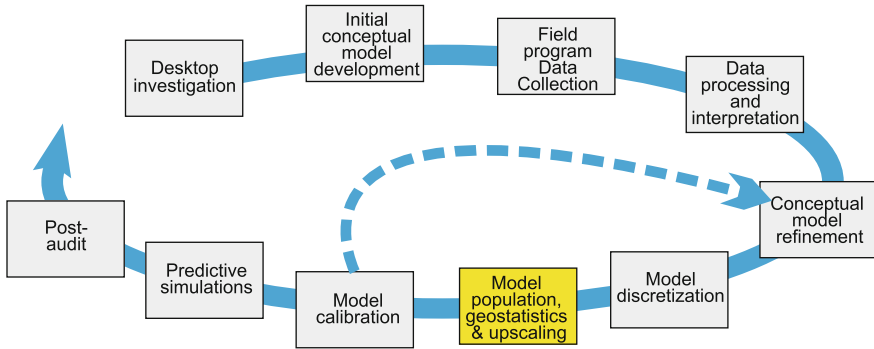 Desktop
investigation
Initial
conceptual
model
development
Field
program
Data
Collection
Data
processing
and
interpretation
Conceptual
model
refinement
Model
discretization
Model
population,
geostatistics
& upscaling
Model
calibration
Predictive
simulations
Post-
audit